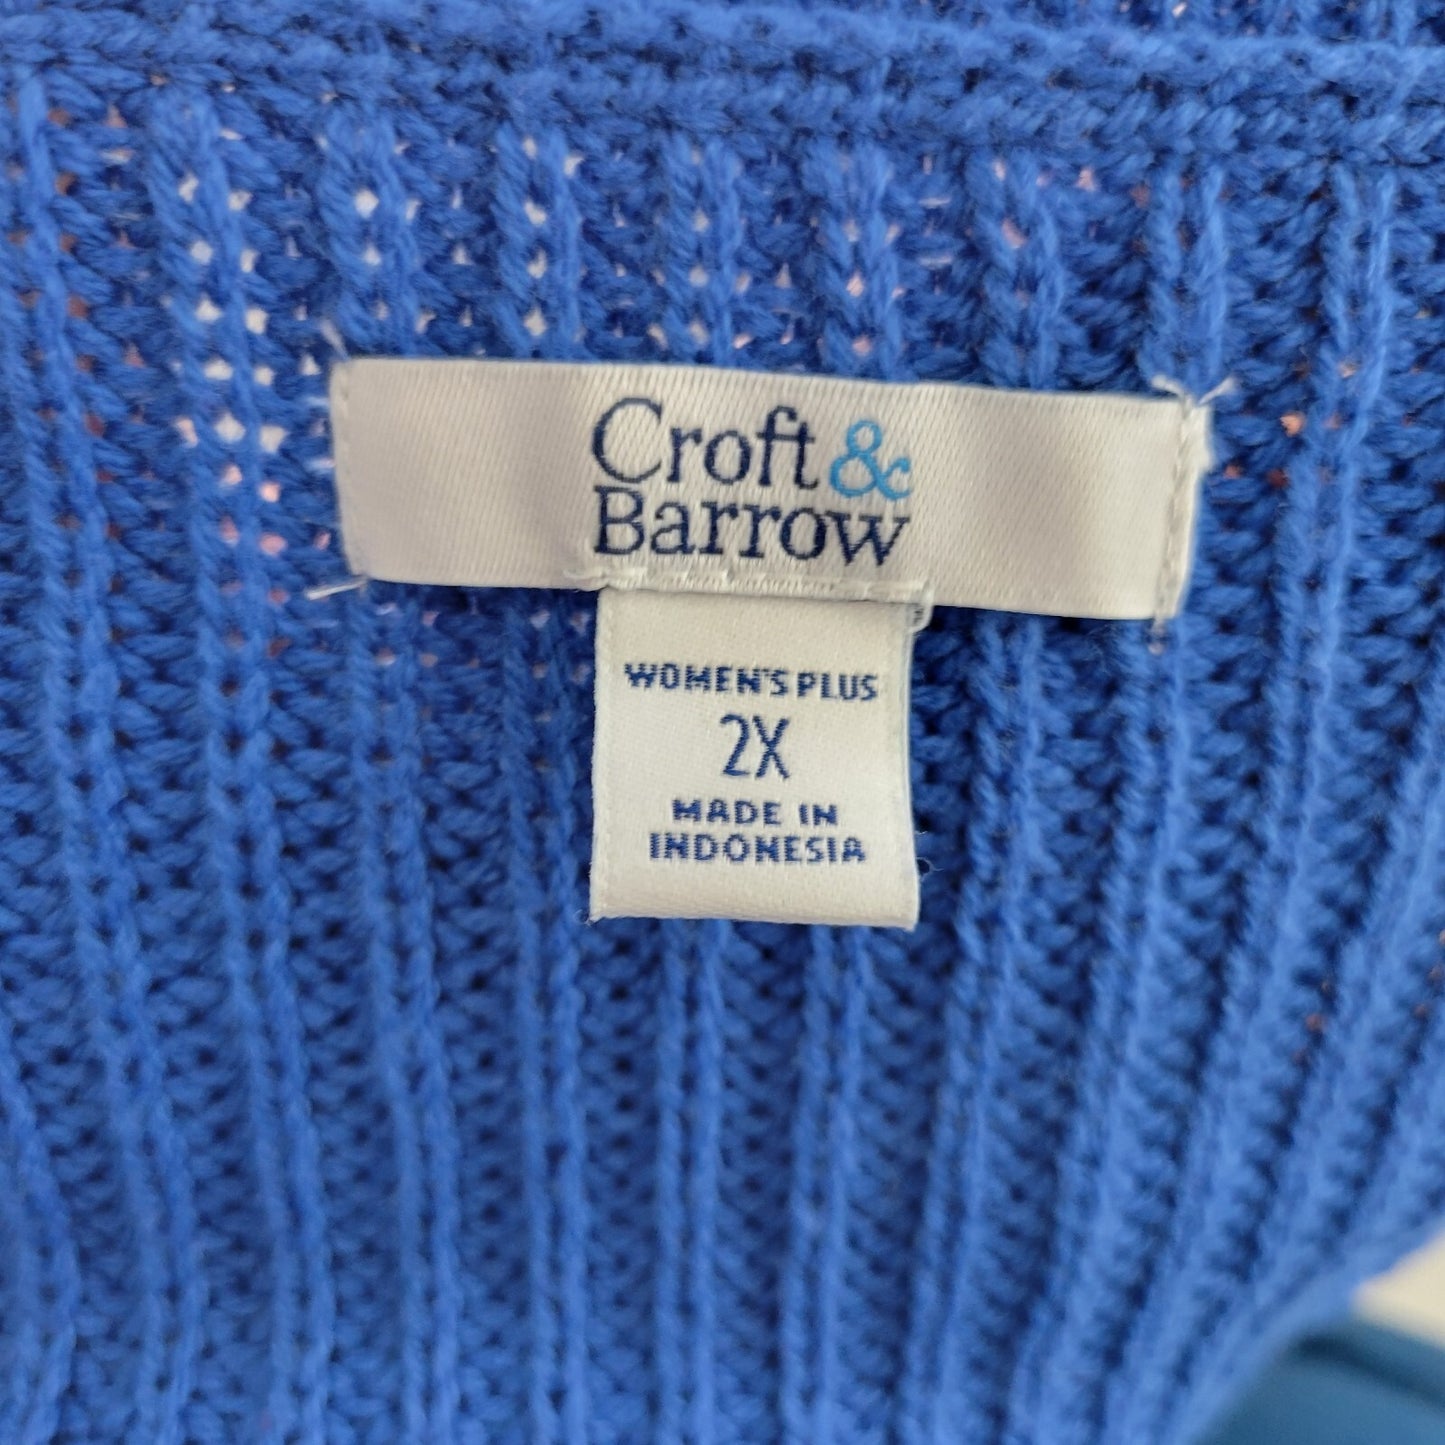 Croft &
Barrow
WOMEN'S PLUS
2X
MADE IN
INDONESIA